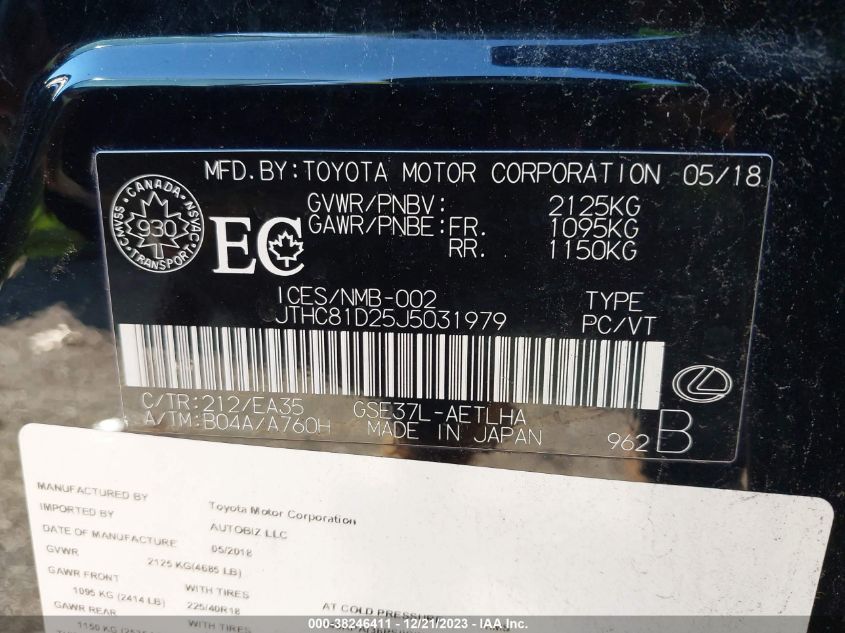 MFD.BY:TOYOTA MOTOR CORPORATION 05/18
CANADA
CMVSS NSVAC
930
TRANSPORT
EC
GVWR/PNBV: 2125KG
GAWR/PNBE:FR. 1095KG
RR. 1150KG
ICES/NMB-002 TYPE
JTHC81D25J5031979 PC/VT
C/TR:212/EA35 GSE37L-AETLHA
A/TM:B04A/A760H MADE IN JAPAN 962 B
MANUFACTURED BY Toyota Motor Corporation
IMPORTED BY AUTOBIZ LLC
DATE OF MANUFACTURE 05/2018
GVWR 2125 KG(4685 LB)
GAWR FRONT WITH TIRES
1095 KG (2414 LB) 225/40R18 AT COLD PRESSURE
GAWR REAR WITH TIRES
000-38246411 - 12/21/2023 - IAAI